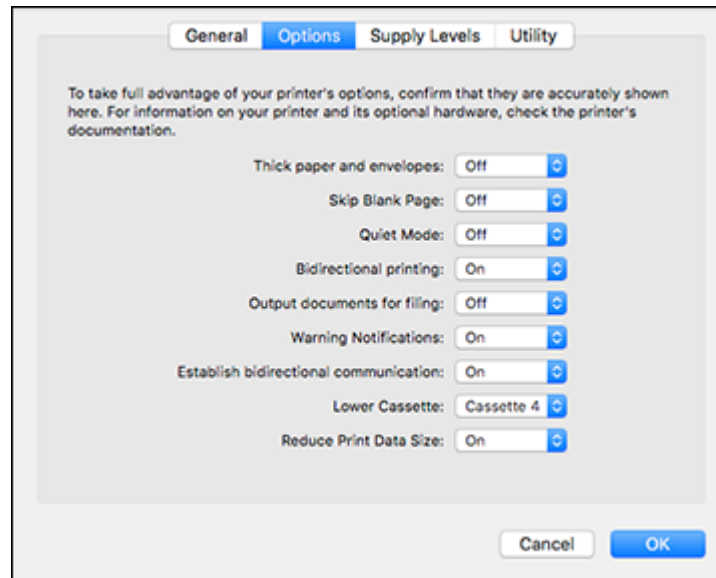 General Options Supply Levels Utility
To take full advantage of your printer's options, confirm that they are accurately shown
here. For information on your printer and its optional hardware, check the printer's
documentation.
Thick paper and envelopes: Off
Skip Blank Page: Off
Quiet Mode: Off
Bidirectional printing: On
Output documents for filing: Off
Warning Notifications: On
Establish bidirectional communication: On
Lower Cassette: Cassette 4
Reduce Print Data Size: On
Cancel OK